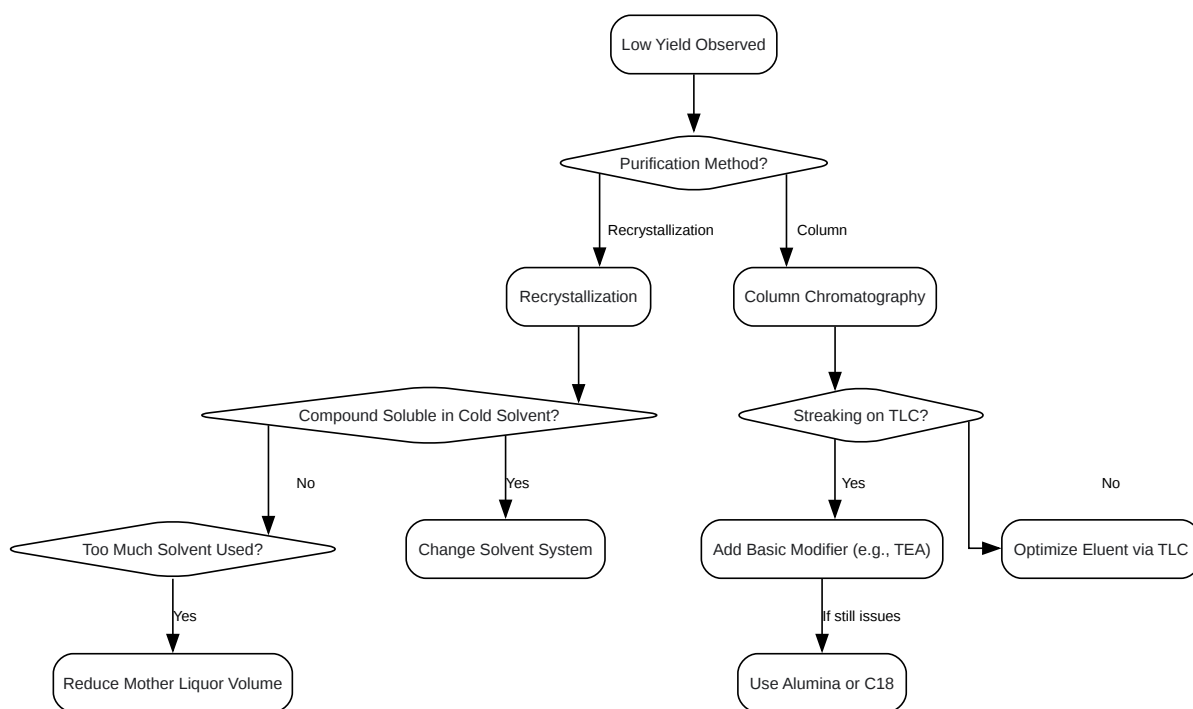 Low Yield Observed
Purification Method?
Recrystallization
Column
Recrystallization
Column Chromatography
Compound Soluble in Cold Solvent?
Streaking on TLC?
No
Yes
Yes
No
Too Much Solvent Used?
Change Solvent System
Add Basic Modifier (e.g., TEA)
Optimize Eluent via TLC
Yes
If still issues
Reduce Mother Liquor Volume
Use Alumina or C18